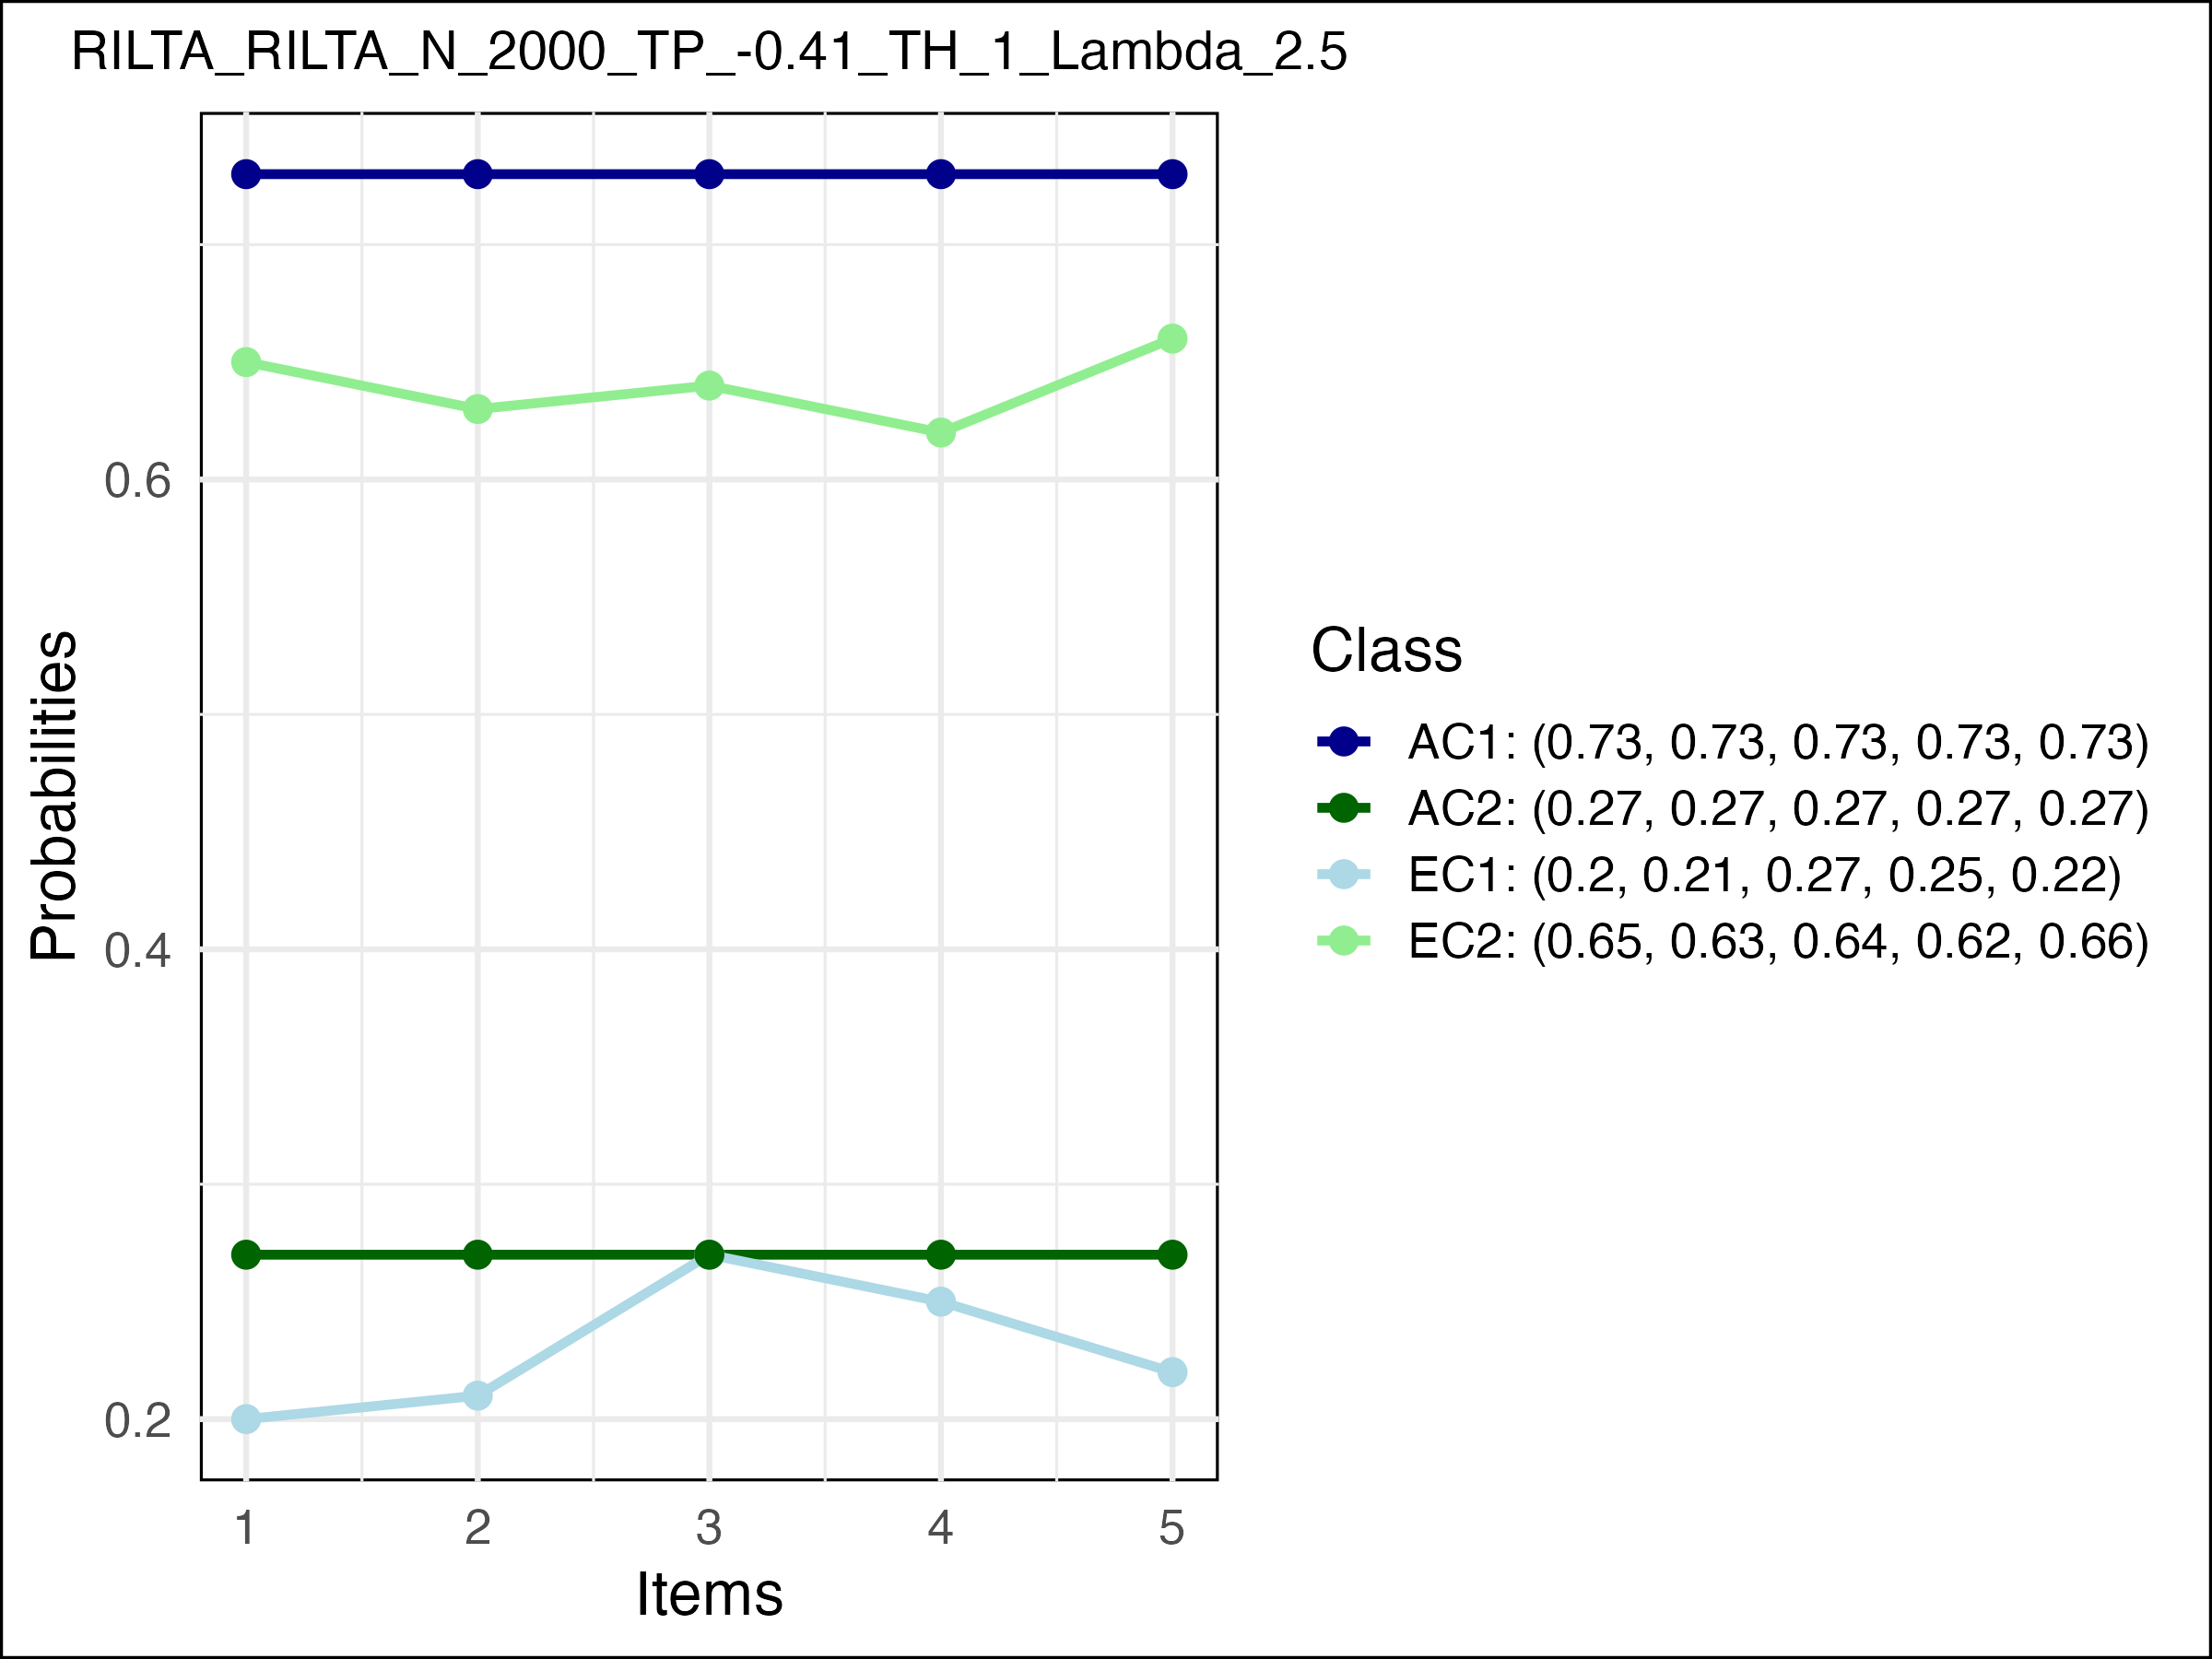 RILTA_RILTA_N_2000_TP_-0.41_TH_1_Lambda_2.5
Probabilities
0.6
0.4
0.2
1 2 3 4 5
Items
Class
AC1: (0.73, 0.73, 0.73, 0.73, 0.73)
AC2: (0.27, 0.27, 0.27, 0.27, 0.27)
EC1: (0.2, 0.21, 0.27, 0.25, 0.22)
EC2: (0.65, 0.63, 0.64, 0.62, 0.66)